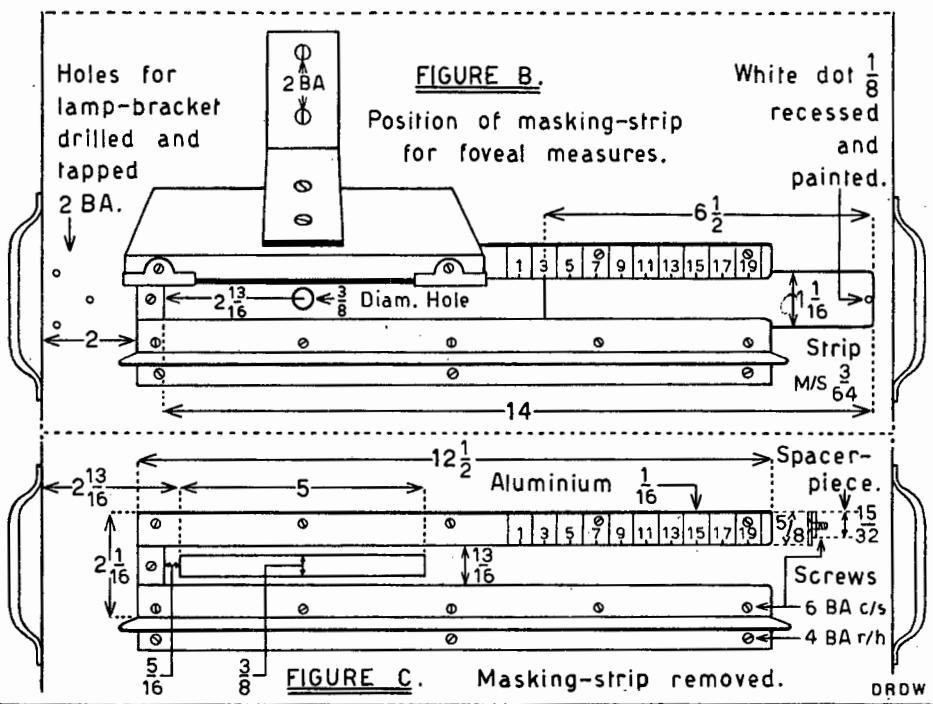 Holes for
lamp-bracket
drilled and
tapped
2 BA.
2 BA
FIGURE B.
Position of masking-strip
for foveal measures.
White dot 1/8
recessed
and
painted.
6 1/2
1 3 5 7 9 11 13 15 17 19
2 13/16
3/8 Diam. Hole
1 1/16
2
Strip
M/S 3/64
14
12 1/2
2 13/16
5
Aluminium 1/16
Spacer-
piece.
1 3 5 7 9 11 13 15 17 19
5/8
15/32
2 1/16
13/16
Screws
6 BA c/s
4 BA r/h
5/16
3/8
FIGURE C.
Masking-strip removed.
DRDW